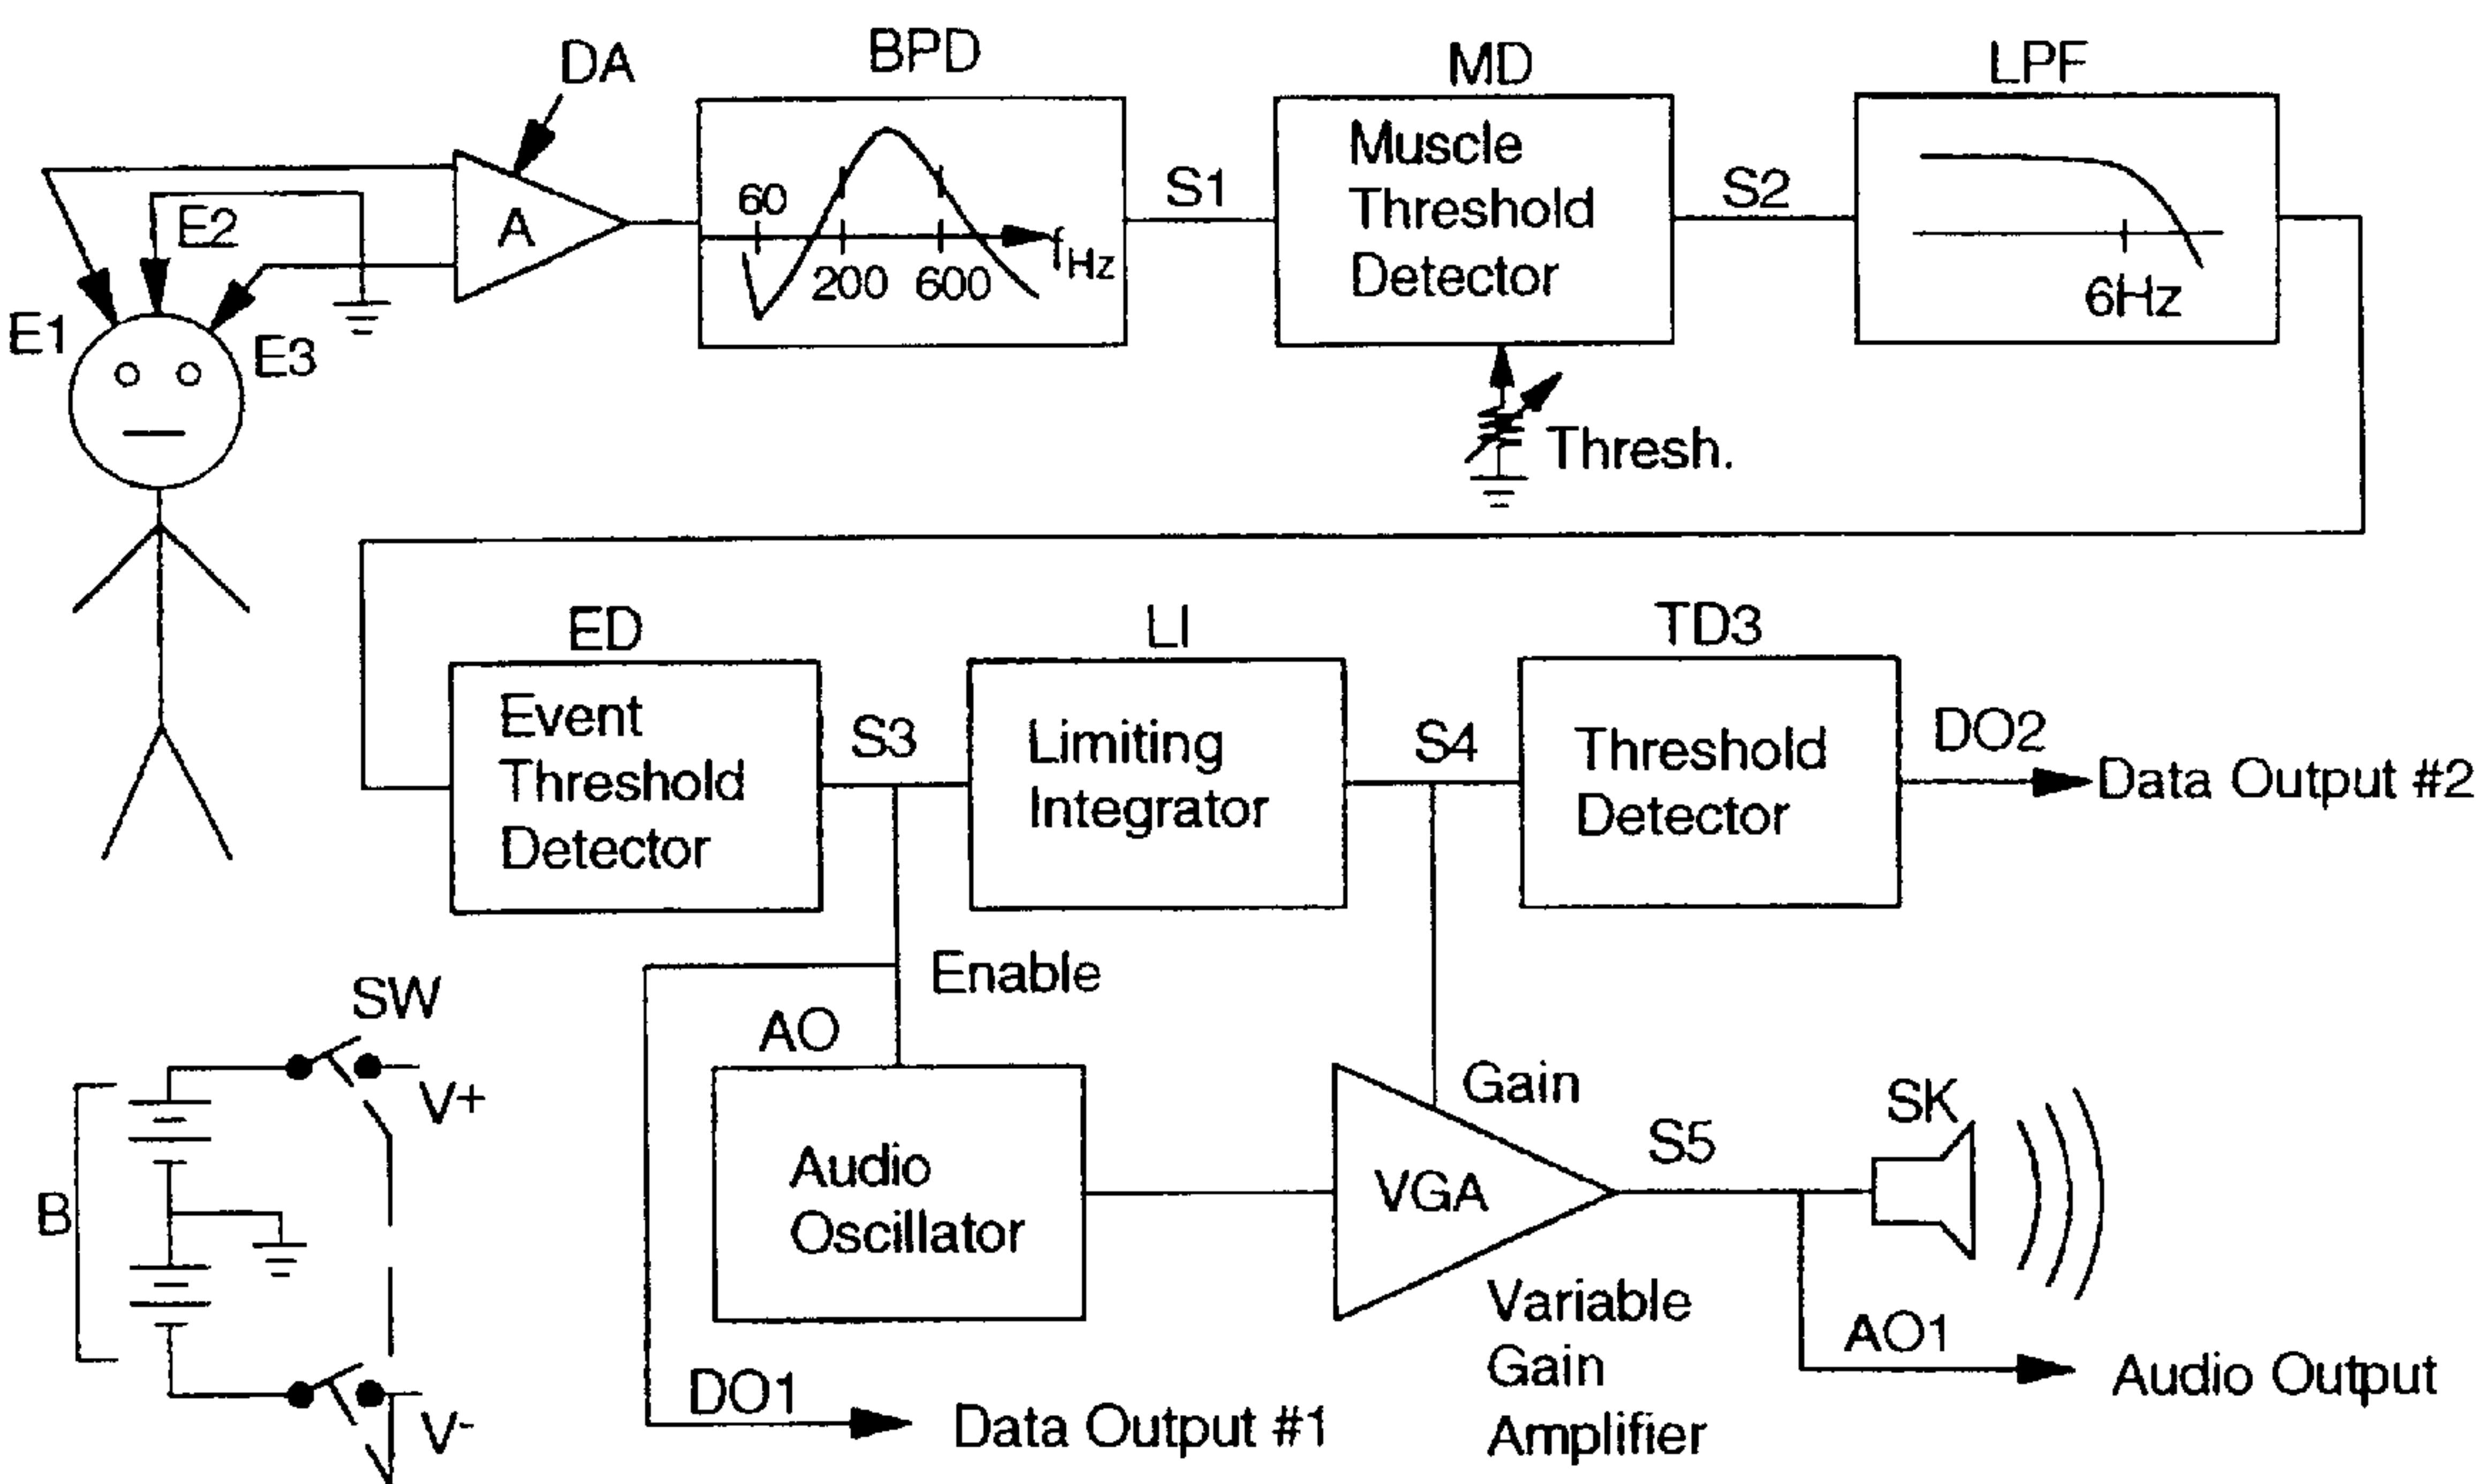 DA
BPD
MD
LPF
A
60
200
600
fHz
S1
Muscle
Threshold
Detector
S2
6Hz
E1
E2
E3
Thresh.
ED
LI
TD3
Event
Threshold
Detector
S3
Limiting
Integrator
S4
Threshold
Detector
DO2
Data Output #2
Enable
SW
AO
V+
Gain
SK
B
Audio
Oscillator
VGA
S5
Variable
Gain
Amplifier
AO1
Audio Output
V-
DO1
Data Output #1